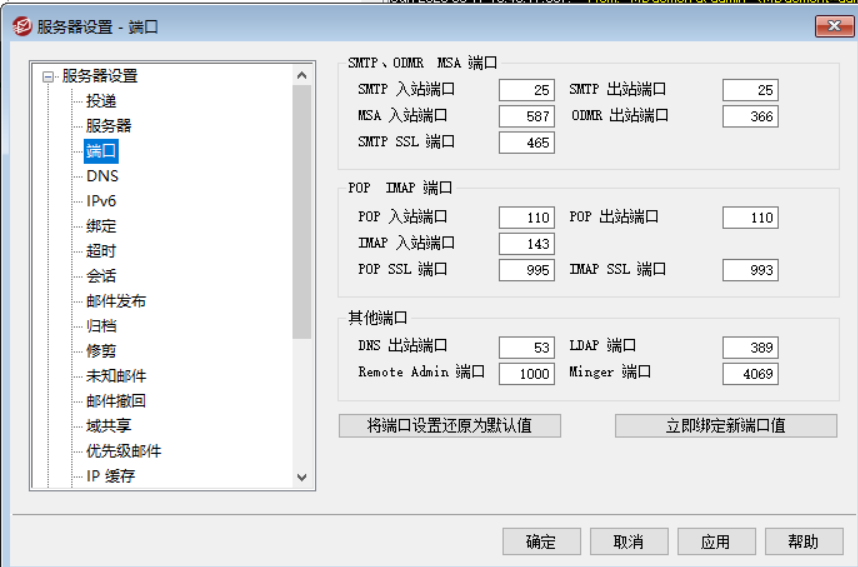 服务器设置 - 端口
服务器设置
投递
服务器
端口
DNS
IPv6
绑定
超时
会话
邮件发布
归档
修剪
未知邮件
邮件撤回
域共享
优先级邮件
IP 缓存
SMTP、ODMR MSA 端口
SMTP 入站端口 25 SMTP 出站端口 25
MSA 入站端口 587 ODMR 出站端口 366
SMTP SSL 端口 465
POP IMAP 端口
POP 入站端口 110 POP 出站端口 110
IMAP 入站端口 143
POP SSL 端口 995 IMAP SSL 端口 993
其他端口
DNS 出站端口 53 LDAP 端口 389
Remote Admin 端口 1000 Minger 端口 4069
将端口设置还原为默认值 立即绑定新端口值
确定 取消 应用 帮助